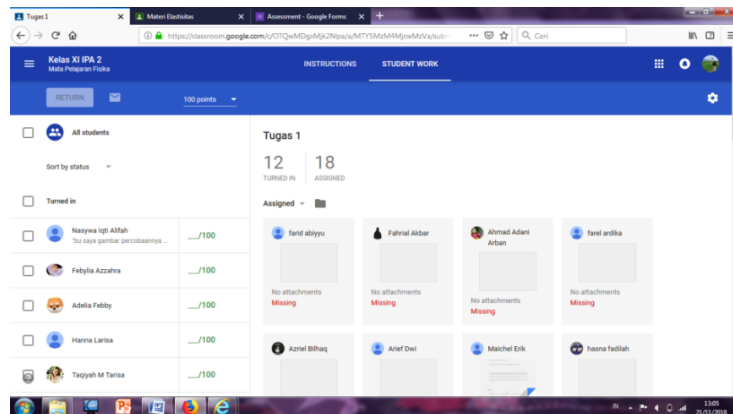 Tugas 1
Materi Elastisitas
Assessment - Google Forms
https://classroom.google.com/c/
Cari
Kelas XI IPA 2
Mata Pelajaran Fisika
INSTRUCTIONS
STUDENT WORK
RETURN
100 points
All students
Sort by status
Turned in
Nasywa Iqti Alifah
"bu saya gambar percobaannya ...
__/100
Febylia Azzahra
__/100
Adelia Febby
__/100
Hanna Larisa
__/100
Taqiyah M Tarisa
__/100
Tugas 1
12
18
TURNED IN
ASSIGNED
Assigned
farid abiyyu
No attachments
Missing
Fahrial Akbar
No attachments
Missing
Ahmad Adani
Arban
No attachments
Missing
farel ardika
No attachments
Missing
Azriel Bilhaq
Arief Dwi
Maichel Erik
hasna fadilah
IN
13:05
21/11/2018